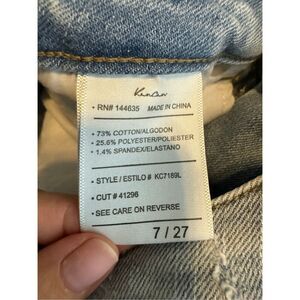 KanCan
• RN# 144635 MADE IN CHINA
• 73% COTTON/ALGODON
• 25.6% POLYESTER/POLIESTER
• 1.4% SPANDEX/ELASTANO
• STYLE / ESTILO # KC7189L
• CUT # 41296
• SEE CARE ON REVERSE
7 / 27